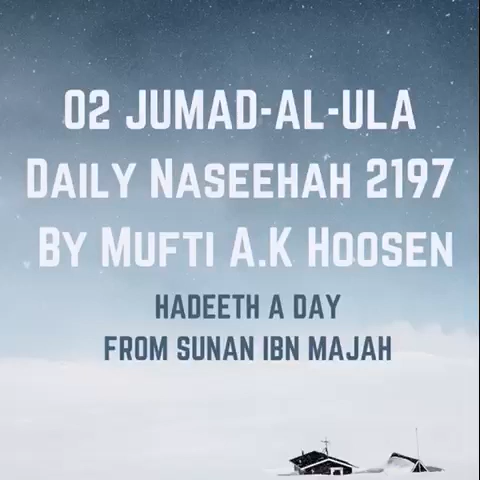 02 JUMAD-AL-ULA
DAILY NASEEHAH 2197
BY MUFTI A.K HOOSEN
HADEETH A DAY
FROM SUNAN IBN MAJAH